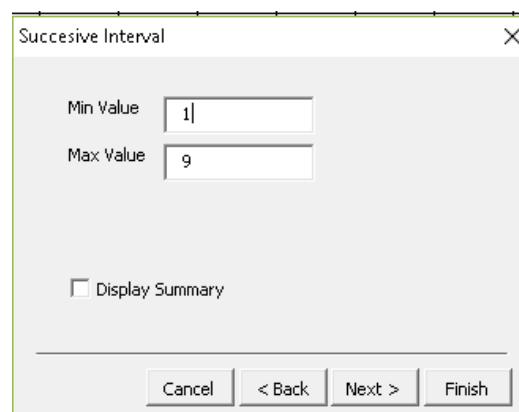 Succesive Interval
Min Value 1
Max Value 9
Display Summary
Cancel < Back Next > Finish